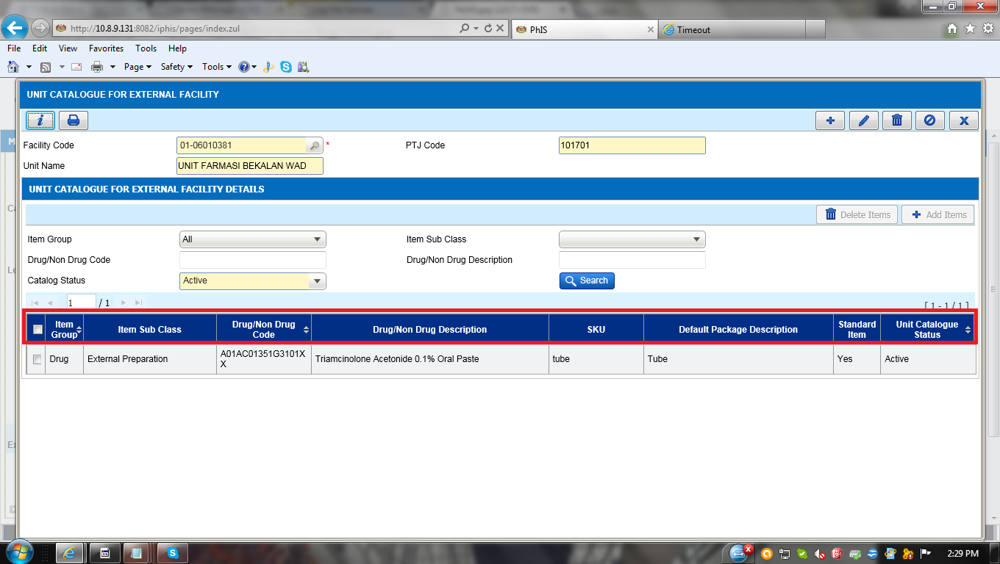 http://10.8.9.131:8082/iphis/pages/index.zul
PhIS
Timeout
File Edit View Favorites Tools Help
Page Safety Tools
UNIT CATALOGUE FOR EXTERNAL FACILITY
Facility Code 01-06010381 * PTJ Code 101701
Unit Name UNIT FARMASI BEKALAN WAD
UNIT CATALOGUE FOR EXTERNAL FACILITY DETAILS
Delete Items Add Items
Item Group All Item Sub Class
Drug/Non Drug Code Drug/Non Drug Description
Catalog Status Active Search
1 / 1 [ 1 - 1 / 1 ]
Item Group Item Sub Class Drug/Non Drug Code Drug/Non Drug Description SKU Default Package Description Standard Item Unit Catalogue Status
Drug External Preparation A01AC01351G3101XX Triamcinolone Acetonide 0.1% Oral Paste tube Tube Yes Active
2:29 PM